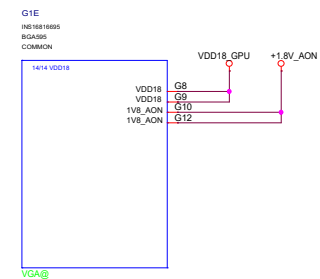 G1E
INS16816695
BGA595
COMMON
VDD18_GPU +1.8V_AON
14/14 VDD18
VDD18 G8
VDD18 G9
1V8_AON G10
1V8_AON G12
VGA@